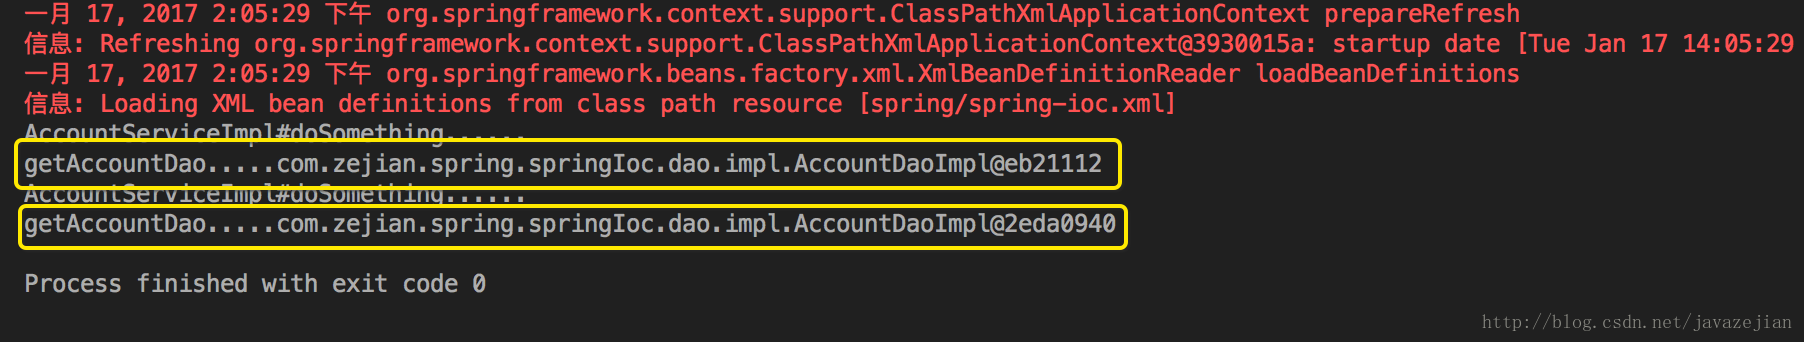 一月 17, 2017 2:05:29 下午 org.springframework.context.support.ClassPathXmlApplicationContext prepareRefresh
信息: Refreshing org.springframework.context.support.ClassPathXmlApplicationContext@3930015a: startup date [Tue Jan 17 14:05:29
一月 17, 2017 2:05:29 下午 org.springframework.beans.factory.xml.XmlBeanDefinitionReader loadBeanDefinitions
信息: Loading XML bean definitions from class path resource [spring/spring-ioc.xml]
AccountServiceImpl#doSomething......
getAccountDao.....com.zejian.spring.springIoc.dao.impl.AccountDaoImpl@eb21112
AccountServiceImpl#doSomething......
getAccountDao.....com.zejian.spring.springIoc.dao.impl.AccountDaoImpl@2eda0940
Process finished with exit code 0
http://blog.csdn.net/javazejian